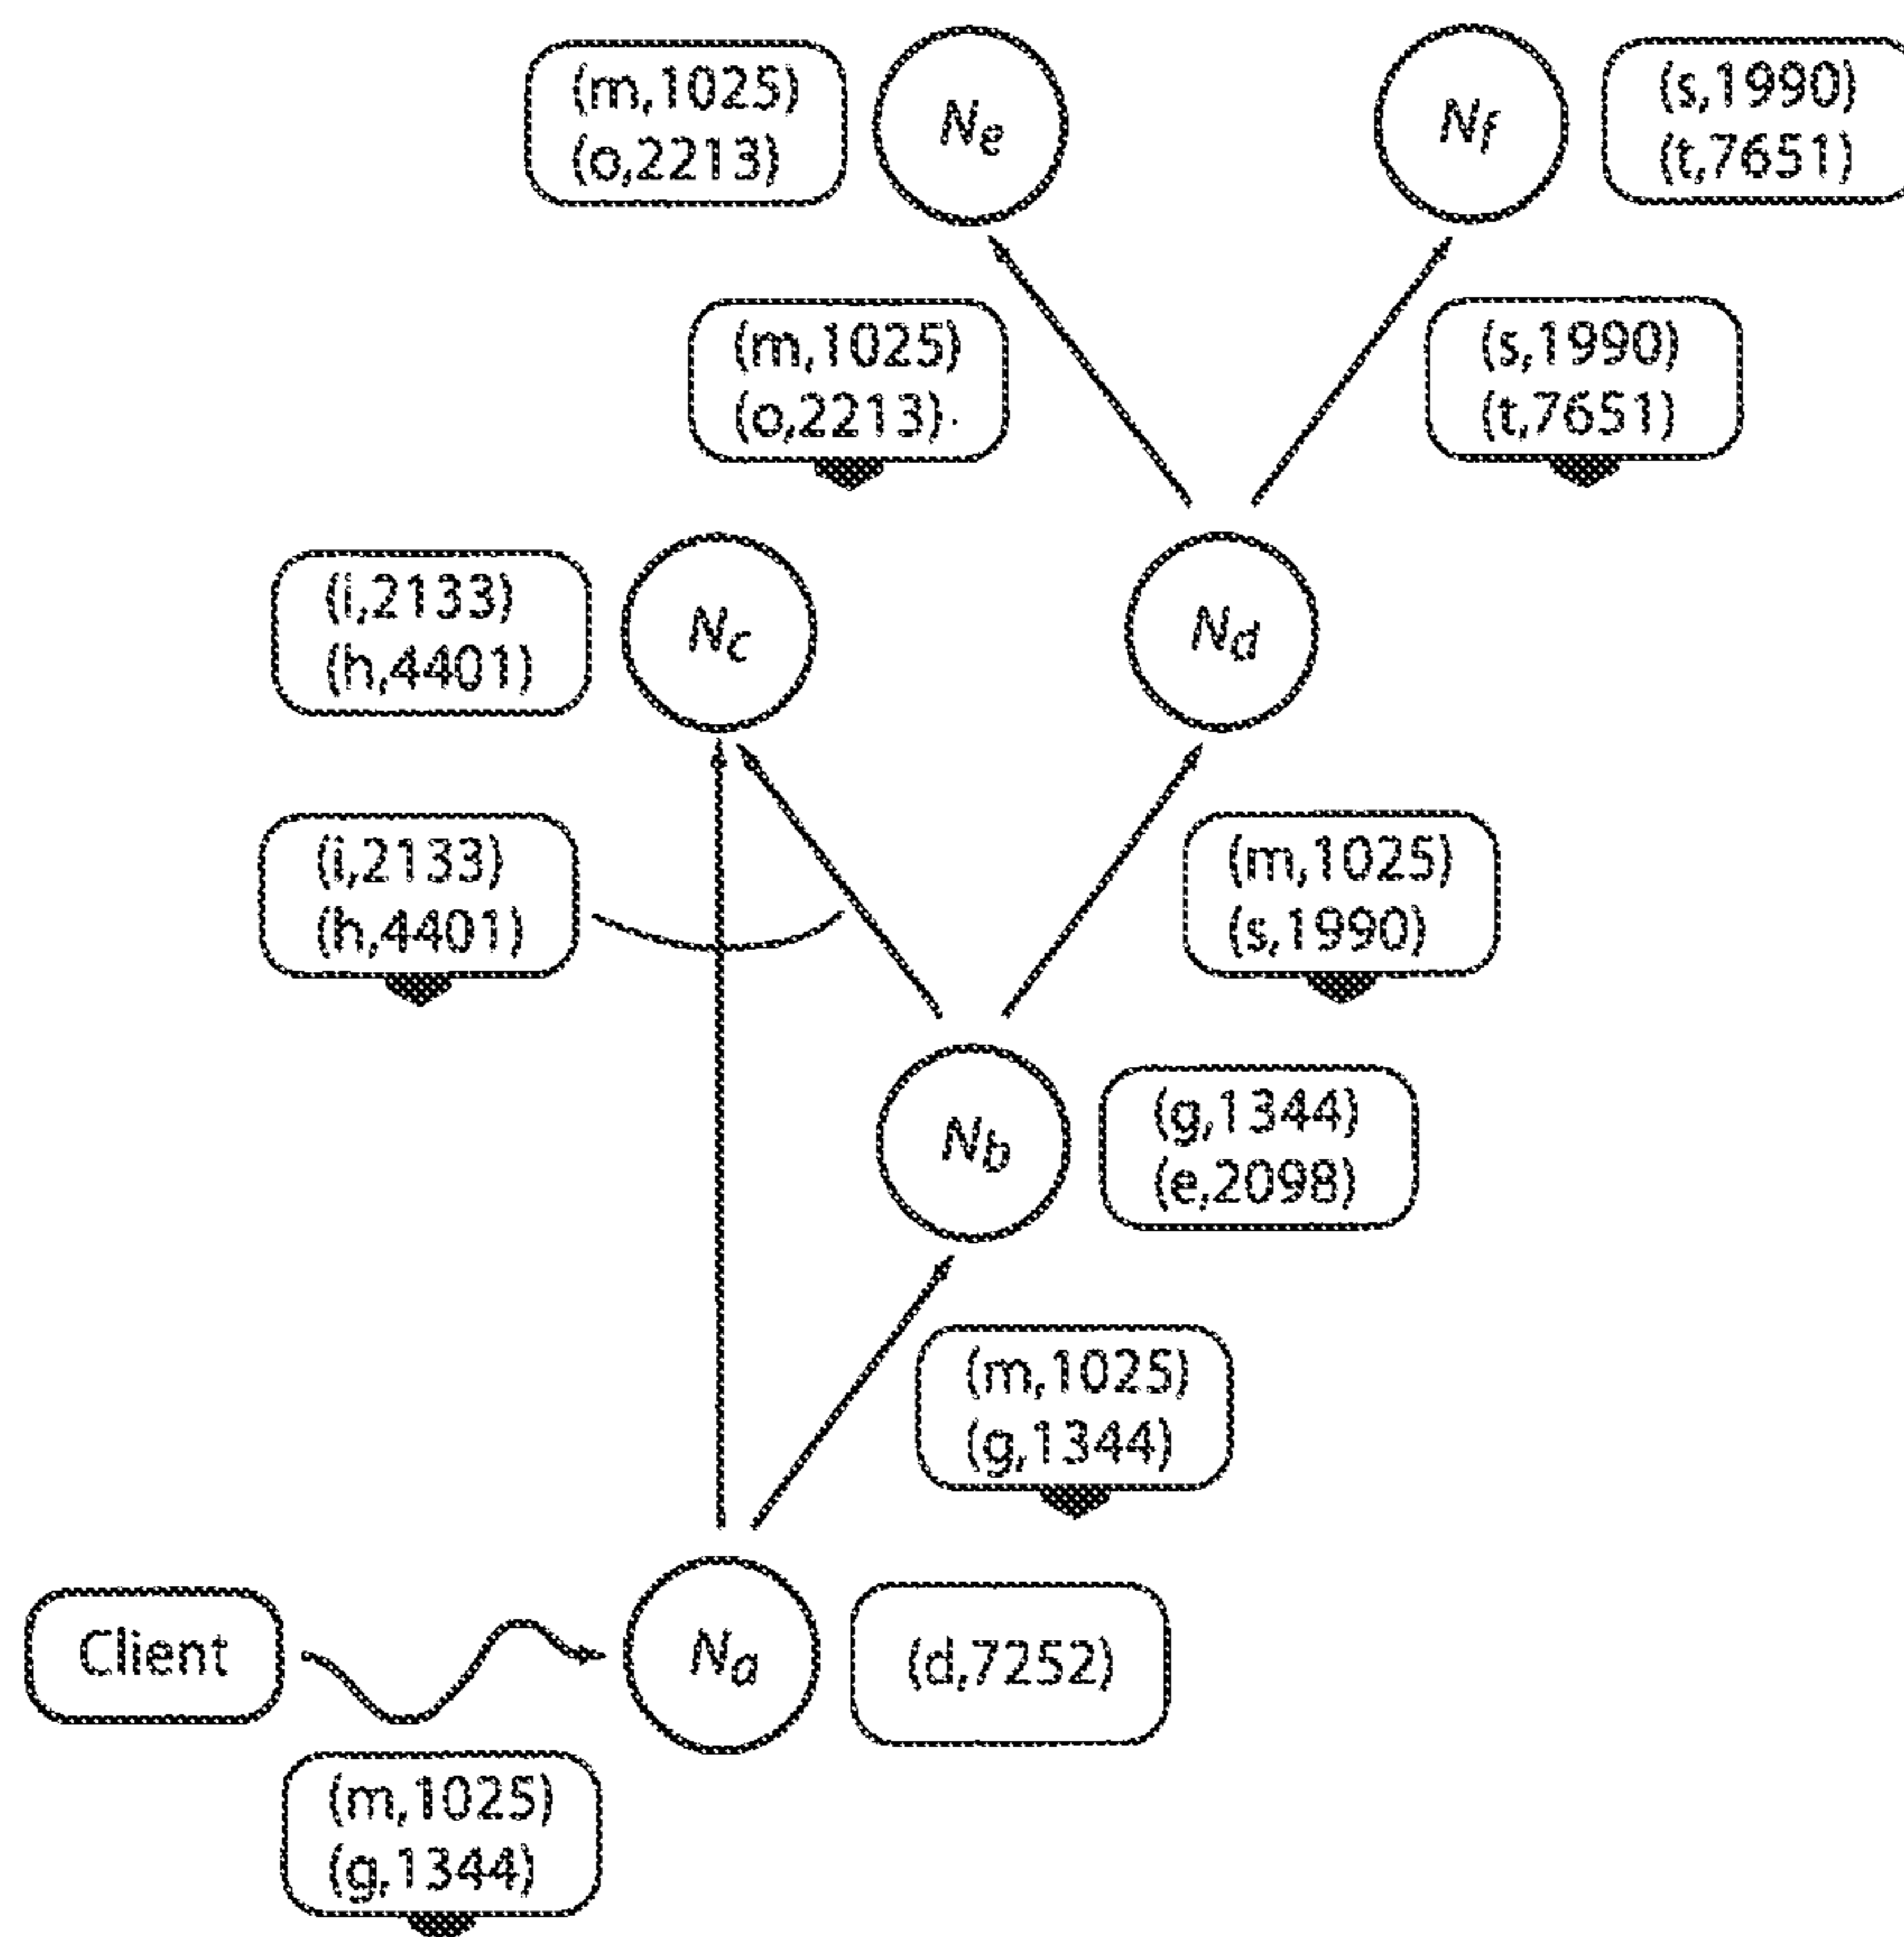 (m,1025)
(o,2213)
Ne
Nf
(s,1990)
(t,7651)
(m,1025)
(o,2213)
(s,1990)
(t,7651)
(i,2133)
(h,4401)
Nc
Nd
(i,2133)
(h,4401)
(m,1025)
(s,1990)
Nb
(g,1344)
(e,2098)
(m,1025)
(g,1344)
Client
Na
(d,7252)
(m,1025)
(g,1344)